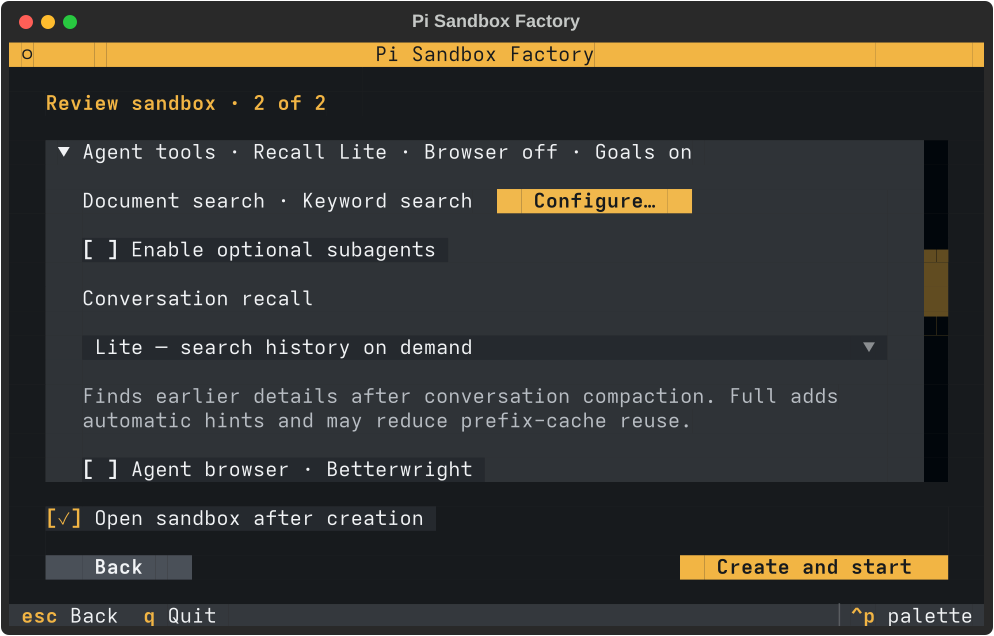 Pi Sandbox Factory
O Pi Sandbox Factory
Review sandbox · 2 of 2
▼ Agent tools · Recall Lite · Browser off · Goals on
Document search · Keyword search Configure…
[ ] Enable optional subagents
Conversation recall
Lite — search history on demand ▼
Finds earlier details after conversation compaction. Full adds
automatic hints and may reduce prefix-cache reuse.
[ ] Agent browser · Betterwright
[✓] Open sandbox after creation
Back Create and start
esc Back q Quit ^p palette